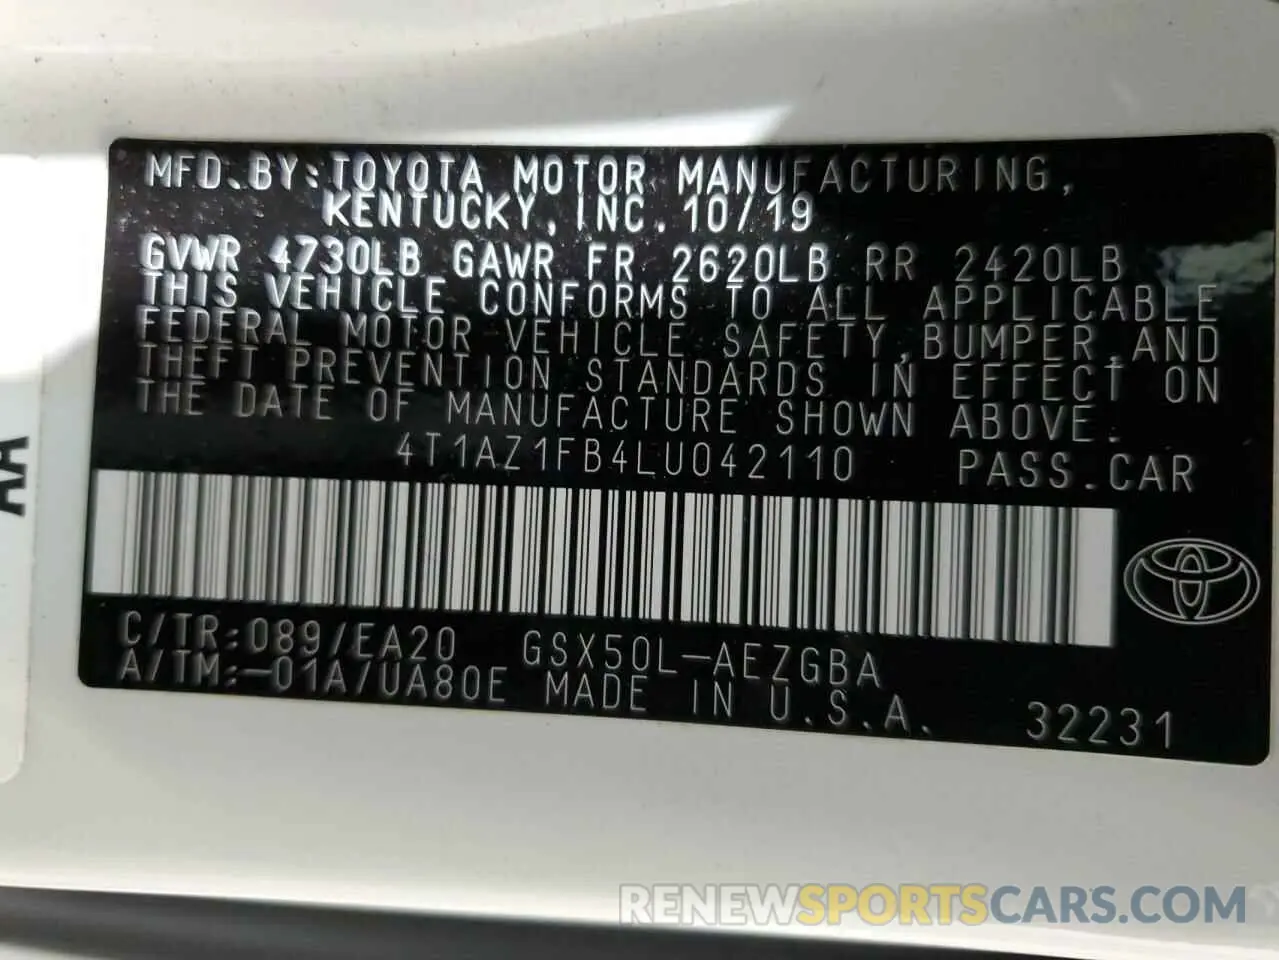 MFD. BY: TOYOTA MOTOR MANUFACTURING,
KENTUCKY, INC. 10/19
GVWR 4730LB GAWR FR 2620LB RR 2420LB
THIS VEHICLE CONFORMS TO ALL APPLICABLE
FEDERAL MOTOR VEHICLE SAFETY, BUMPER, AND
THEFT PREVENTION STANDARDS IN EFFECT ON
THE DATE OF MANUFACTURE SHOWN ABOVE.
4T1AZ1FB4LU042110 PASS. CAR
C/TR:089/EA20 GSX50L-AEZGBA
A/TM:-01A/UA80E MADE IN U.S.A. 32231
AA
RENEWSPORTSCARS.COM